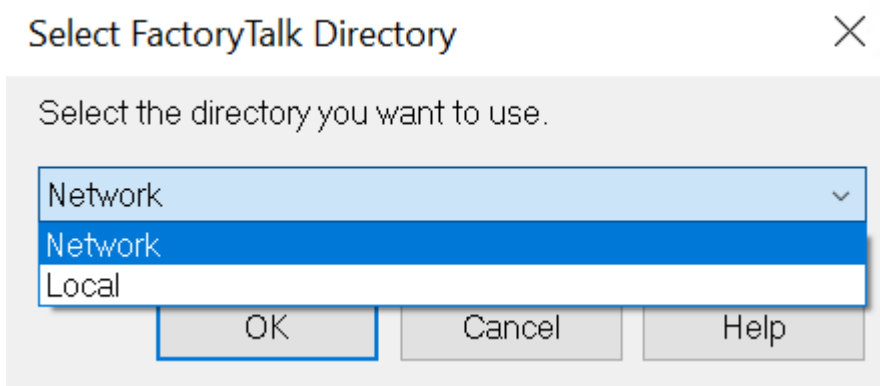 Select FactoryTalk Directory
Select the directory you want to use.
Network
Network
Local
OK Cancel Help